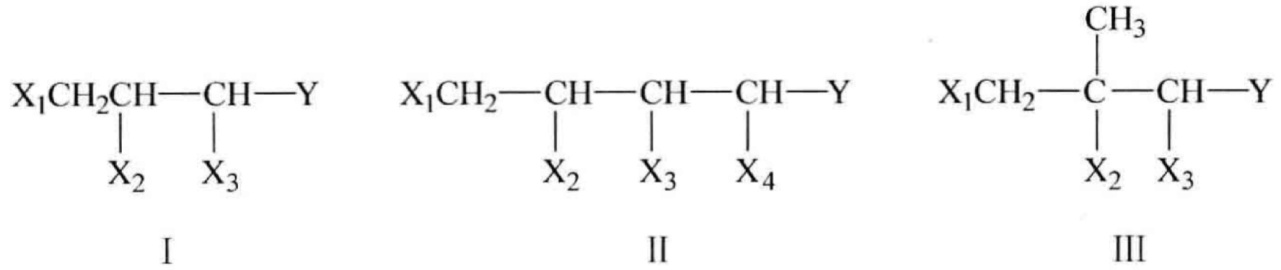 CH₃
X₁CH₂CH—CH—Y X₁CH₂—CH—CH—CH—Y X₁CH₂—C—CH—Y
X₂ X₃ X₂ X₃ X₄ X₂ X₃
I II III